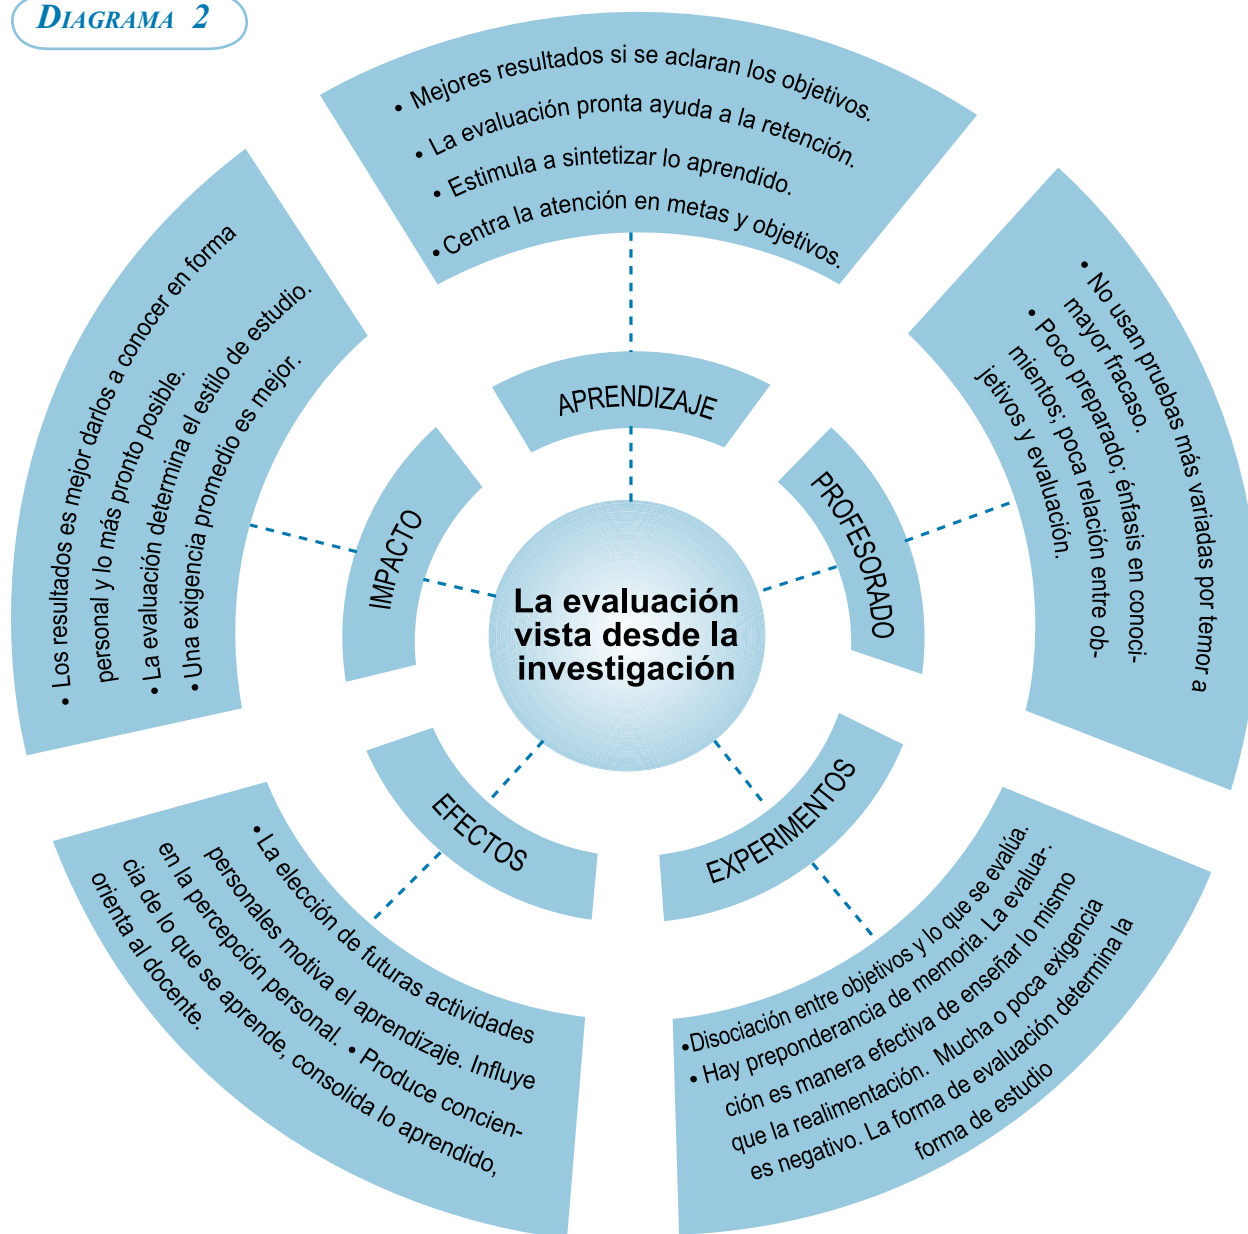 DIAGRAMA 2
• Mejores resultados si se aclaran los objetivos.
• La evaluación pronta ayuda a la retención.
• Estimula a sintetizar lo aprendido.
• Centra la atención en metas y objetivos.
APRENDIZAJE
• No usan pruebas más variadas por temor a
mayor fracaso.
• Poco preparado; énfasis en conoci-
mientos; poca relación entre ob-
jetivos y evaluación.
PROFESORADO
•Disociación entre objetivos y lo que se evalúa.
• Hay preponderancia de memoria. La evalua-.
ción es manera efectiva de enseñar lo mismo
que la realimentación. Mucha o poca exigencia
es negativo. La forma de evaluación determina la
forma de estudio
EXPERIMENTOS
• La elección de futuras actividades
personales motiva el aprendizaje. Influye
en la percepción personal. • Produce concien-
cia de lo que se aprende, consolida lo aprendido,
orienta al docente.
EFECTOS
• Los resultados es mejor darlos a conocer en forma
personal y lo más pronto posible.
• La evaluación determina el estilo de estudio.
• Una exigencia promedio es mejor.
IMPACTO
La evaluación
vista desde la
investigación